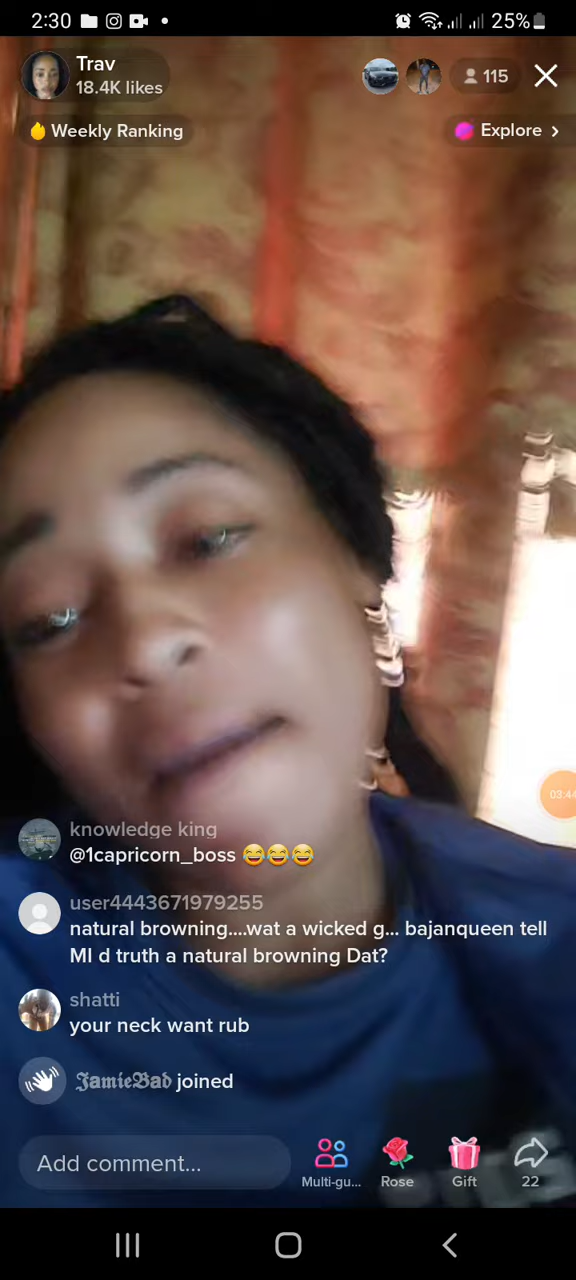 2:30 25%
Trav
18.4K likes
115
Weekly Ranking
Explore >
03:44
knowledge king
@1capricorn_boss 😂😂😂
user4443671979255
natural browning....wat a wicked g... bajanqueen tell
MI d truth a natural browning Dat?
shatti
your neck want rub
𝕵𝖆𝖒𝖎𝖊𝕭𝖆𝖉 joined
Add comment...
Multi-gu... Rose Gift 22